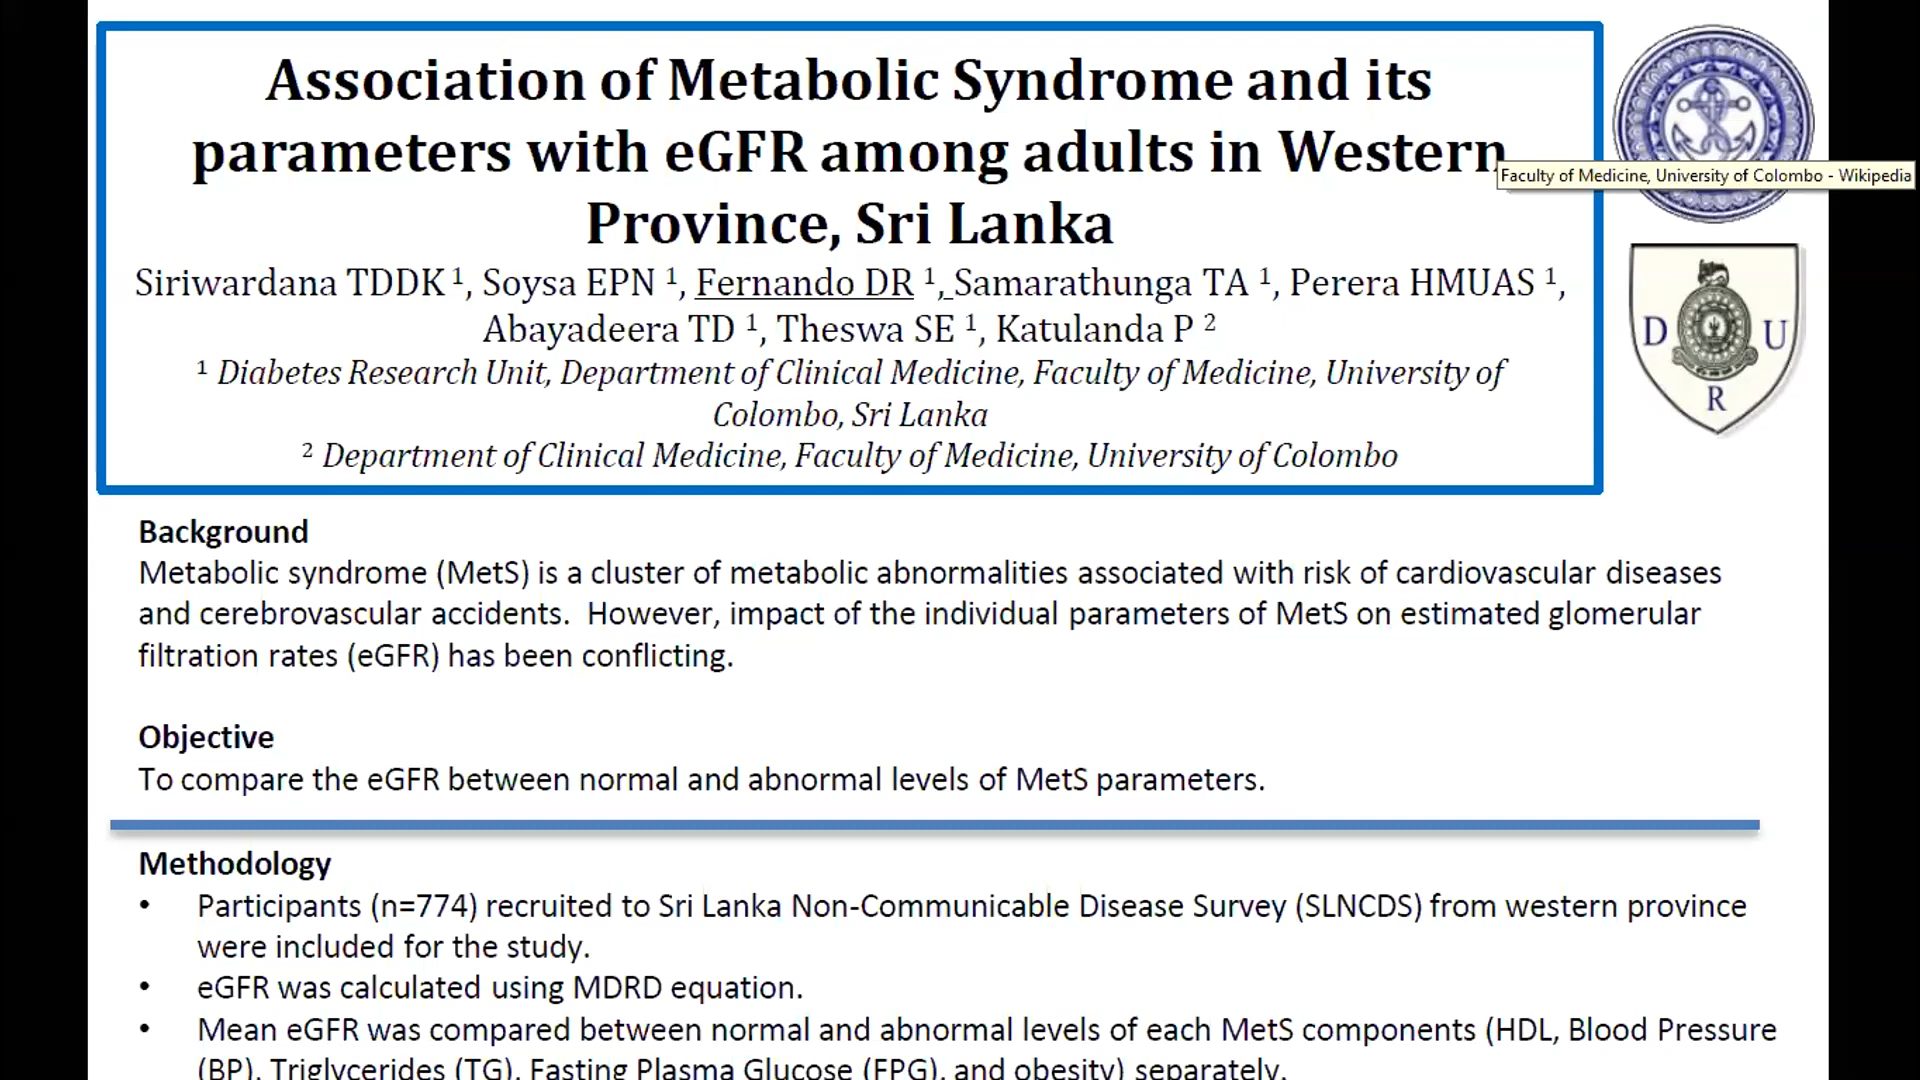 Association of Metabolic Syndrome and its
parameters with eGFR among adults in Western
Province, Sri Lanka
Faculty of Medicine, University of Colombo - Wikipedia
Siriwardana TDDK ¹, Soysa EPN ¹, Fernando DR ¹, Samarathunga TA ¹, Perera HMUAS ¹,
Abayadeera TD ¹, Theswa SE ¹, Katulanda P ²
¹ Diabetes Research Unit, Department of Clinical Medicine, Faculty of Medicine, University of
Colombo, Sri Lanka
² Department of Clinical Medicine, Faculty of Medicine, University of Colombo
D U
R
Background
Metabolic syndrome (MetS) is a cluster of metabolic abnormalities associated with risk of cardiovascular diseases
and cerebrovascular accidents. However, impact of the individual parameters of MetS on estimated glomerular
filtration rates (eGFR) has been conflicting.
Objective
To compare the eGFR between normal and abnormal levels of MetS parameters.
Methodology
• Participants (n=774) recruited to Sri Lanka Non-Communicable Disease Survey (SLNCDS) from western province
were included for the study.
• eGFR was calculated using MDRD equation.
• Mean eGFR was compared between normal and abnormal levels of each MetS components (HDL, Blood Pressure
(BP), Triglycerides (TG), Fasting Plasma Glucose (FPG), and obesity) separately.